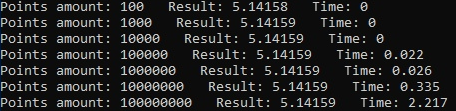 Points amount: 100   Result: 5.14158   Time: 0
Points amount: 1000   Result: 5.14159   Time: 0
Points amount: 10000   Result: 5.14159   Time: 0
Points amount: 100000   Result: 5.14159   Time: 0.022
Points amount: 1000000   Result: 5.14159   Time: 0.026
Points amount: 10000000   Result: 5.14159   Time: 0.335
Points amount: 100000000   Result: 5.14159   Time: 2.217